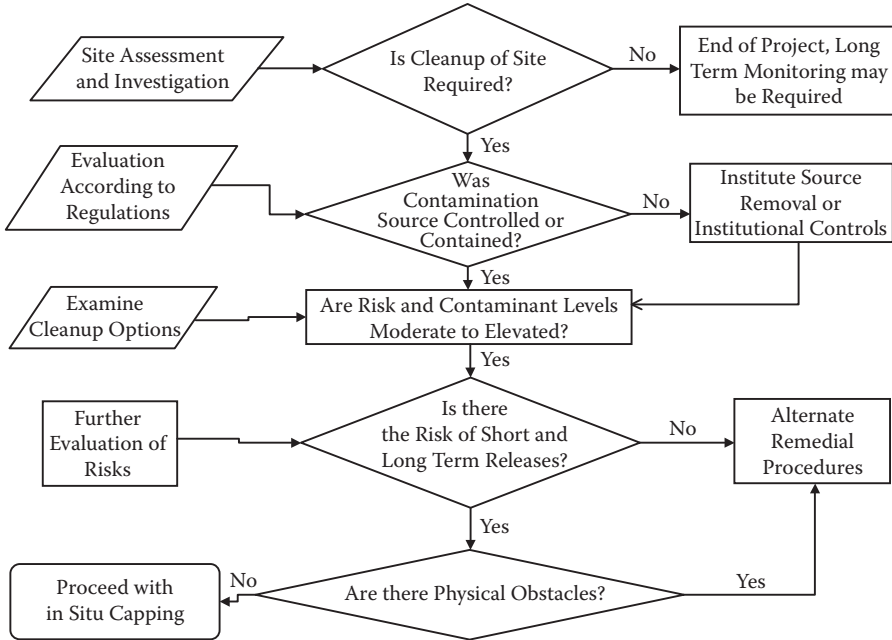 Site Assessment
and Investigation
Is Cleanup of Site
Required?
No
End of Project, Long
Term Monitoring may
be Required
Yes
Evaluation
According to
Regulations
Was
Contamination
Source Controlled or
Contained?
No
Institute Source
Removal or
Institutional Controls
Yes
Examine
Cleanup Options
Are Risk and Contaminant Levels
Moderate to Elevated?
Yes
Further
Evaluation of
Risks
Is there
the Risk of Short and
Long Term Releases?
No
Alternate
Remedial
Procedures
Yes
Proceed with
in Situ Capping
No
Are there Physical Obstacles?
Yes